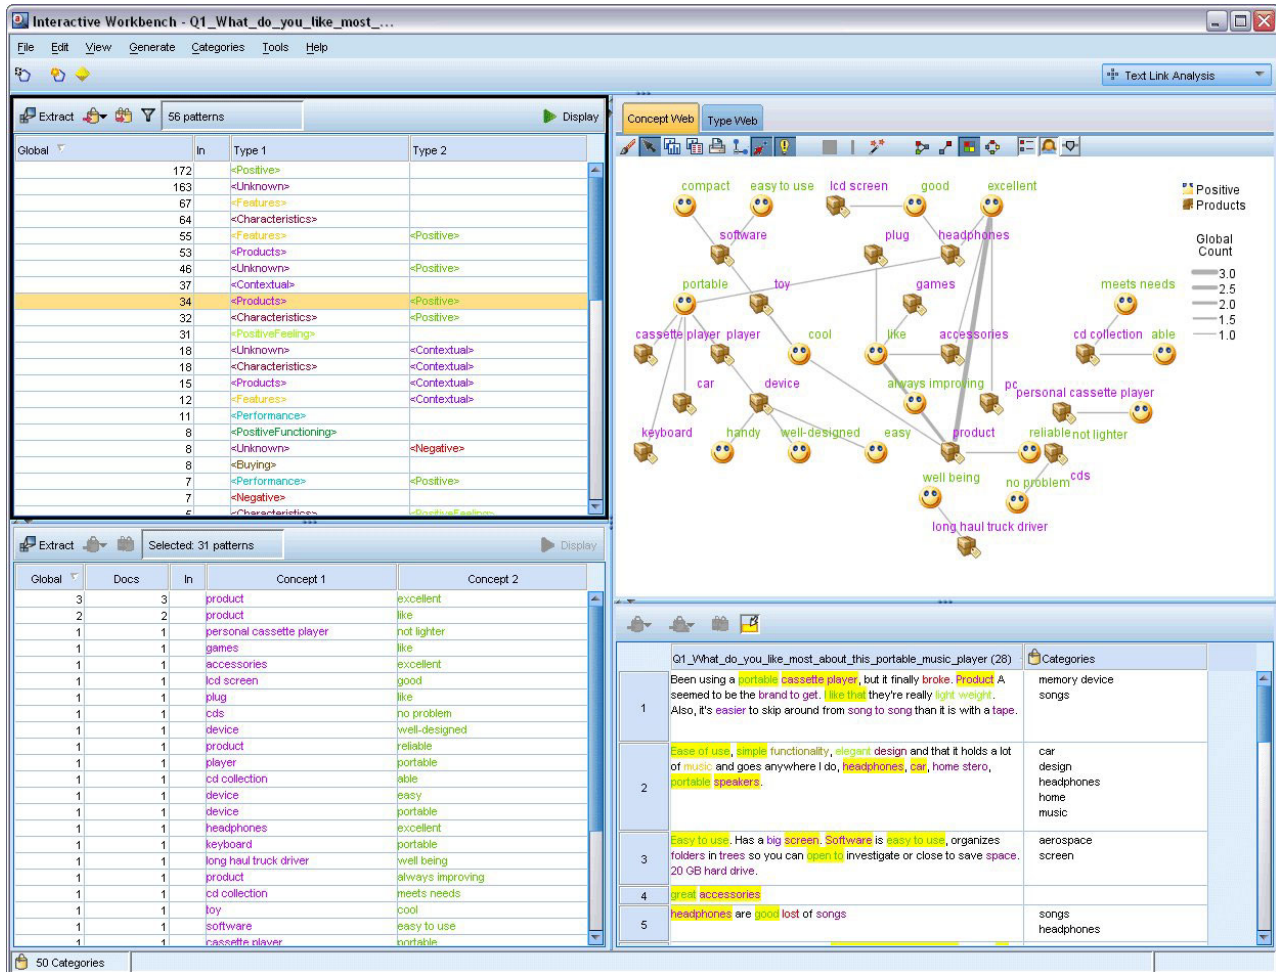 Interactive Workbench - Q1_What_do_you_like_most_...
File Edit View Generate Categories Tools Help
Text Link Analysis
Extract 56 patterns Display
Global In Type 1 Type 2
172 <Positive>
163 <Unknown>
67 <Features>
64 <Characteristics>
55 <Features> <Positive>
53 <Products>
46 <Unknown> <Positive>
37 <Contextual>
34 <Products> <Positive>
32 <Characteristics> <Positive>
31 <PositiveFeeling>
18 <Unknown> <Contextual>
18 <Characteristics> <Contextual>
15 <Products> <Contextual>
12 <Features> <Contextual>
11 <Performance>
8 <PositiveFunctioning>
8 <Unknown> <Negative>
8 <Buying>
7 <Performance> <Positive>
7 <Negative>
5 <Characteristics> <PositiveFeeling>
Extract Selected: 31 patterns Display
Global Docs In Concept 1 Concept 2
3 3 product excellent
2 2 product like
1 1 personal cassette player not lighter
1 1 games like
1 1 accessories excellent
1 1 lcd screen good
1 1 plug like
1 1 cds no problem
1 1 device well-designed
1 1 product reliable
1 1 player portable
1 1 cd collection able
1 1 device easy
1 1 device portable
1 1 headphones excellent
1 1 keyboard portable
1 1 long haul truck driver well being
1 1 product always improving
1 1 cd collection meets needs
1 1 toy cool
1 1 software easy to use
1 1 cassette player portable
50 Categories
Concept Web Type Web
compact easy to use lcd screen good excellent
Positive
Products
software plug headphones
Global
Count
3.0
2.5
2.0
1.5
1.0
portable toy games meets needs
cassette player player cool like accessories cd collection able
car device always improving pc personal cassette player
keyboard handy well-designed easy product reliable not lighter
well being no problem cds
long haul truck driver
Q1_What_do_you_like_most_about_this_portable_music_player (28) Categories
1 Been using a portable cassette player, but it finally broke. Product A memory device
seemed to be the brand to get. I like that they're really light weight. songs
Also, it's easier to skip around from song to song than it is with a tape.
2 Ease of use, simple functionality, elegant design and that it holds a lot car
of music and goes anywhere I do, headphones, car, home stero, design
portable speakers. headphones
home
music
3 Easy to use. Has a big screen. Software is easy to use, organizes aerospace
folders in trees so you can open to investigate or close to save space. screen
20 GB hard drive.
4 great accessories
5 headphones are good lost of songs songs
headphones